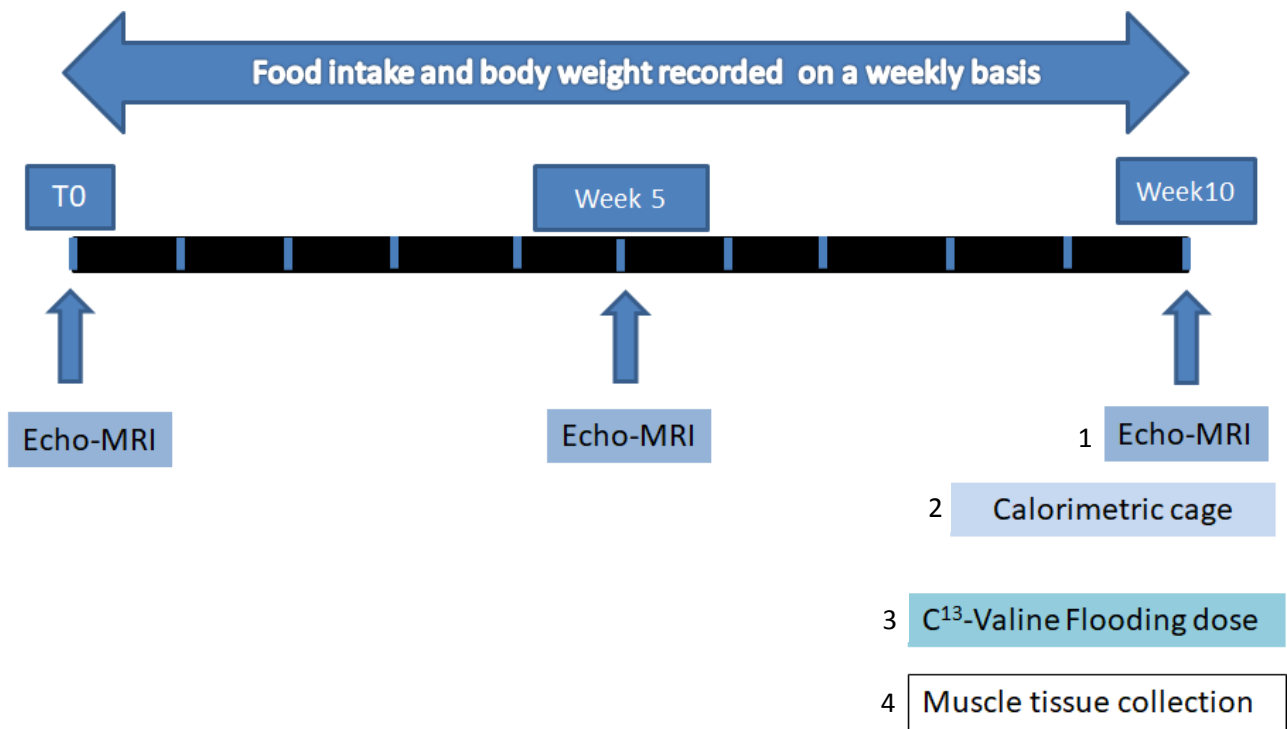 Food intake and body weight recorded on a weekly basis
T0
Week 5
Week10
Echo-MRI
Echo-MRI
1 Echo-MRI
2 Calorimetric cage
3 C¹³-Valine Flooding dose
4 Muscle tissue collection